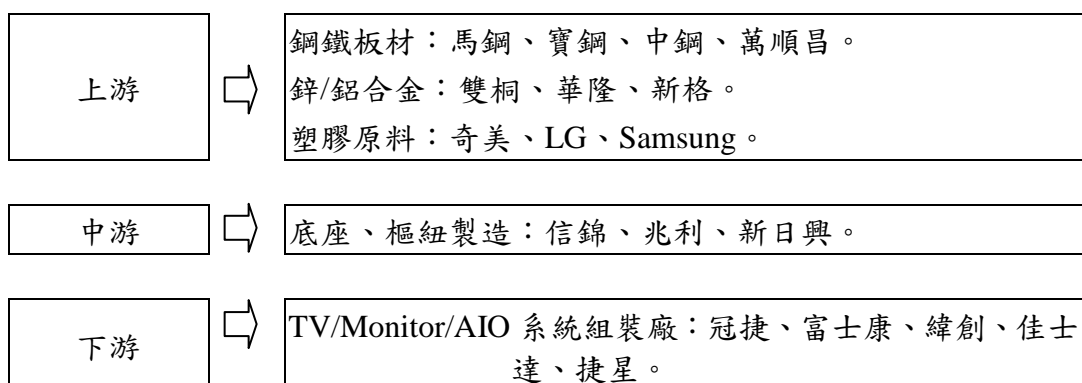 上游
鋼鐵板材：馬鋼、寶鋼、中鋼、萬順昌。
鋅/鋁合金：雙桐、華隆、新格。
塑膠原料：奇美、LG、Samsung。
中游
底座、樞紐製造：信錦、兆利、新日興。
下游
TV/Monitor/AIO 系統組裝廠：冠捷、富士康、緯創、佳士
達、捷星。